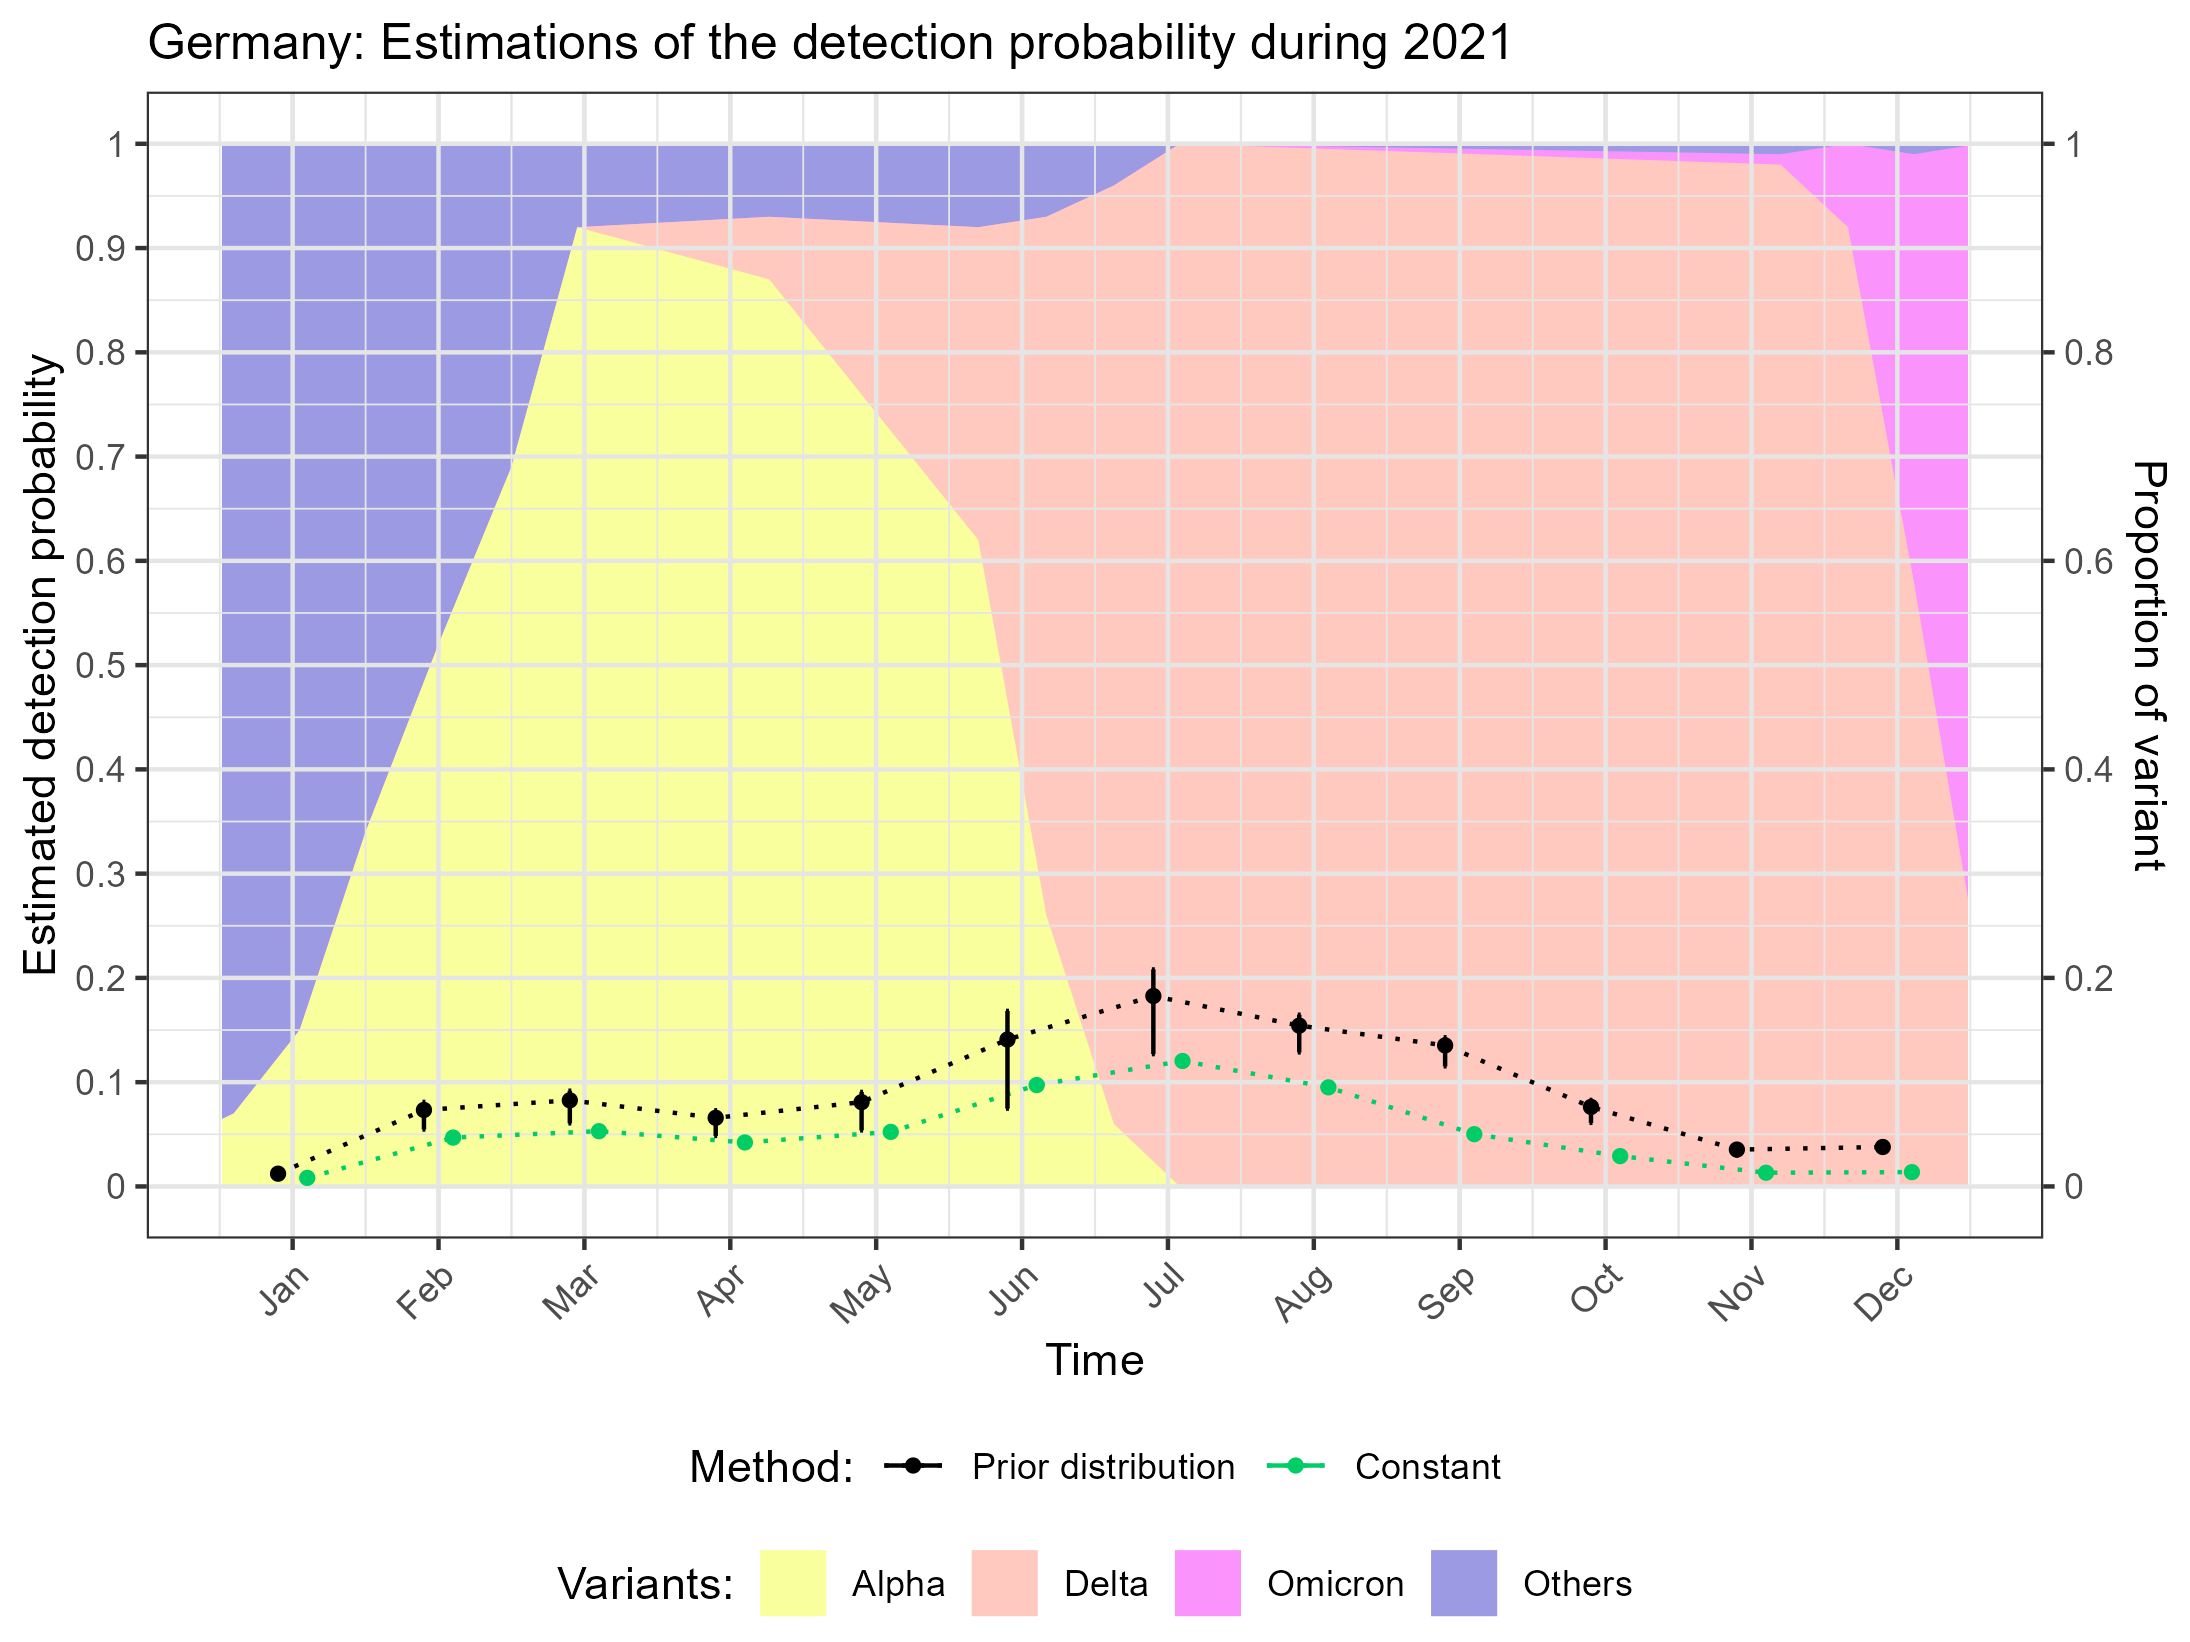 Germany: Estimations of the detection probability during 2021
Estimated detection probability
1
0.9
0.8
0.7
0.6
0.5
0.4
0.3
0.2
0.1
0
1
0.8
0.6
0.4
0.2
0
Proportion of variant
Jan Feb Mar Apr May Jun Jul Aug Sep Oct Nov Dec
Time
Method: Prior distribution Constant
Variants: Alpha Delta Omicron Others